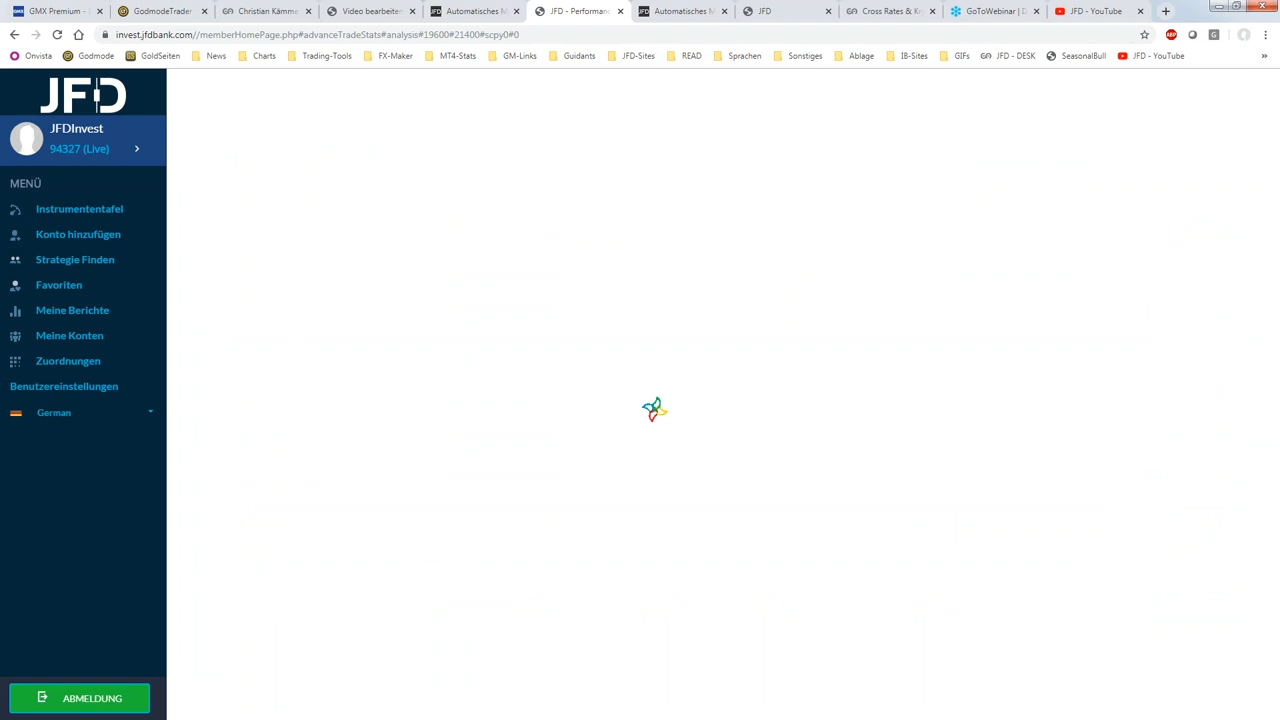 GMX Premium - E
GodmodeTrader
Christian Kämme
Video bearbeiten
Automatisches M
JFD - Performanc
Automatisches M
JFD
Cross Rates & Kr
GoToWebinar | D
JFD - YouTube
invest.jfdbank.com//memberHomePage.php#advanceTradeStats#analysis#19600#21400#scpy0#0
Onvista
Godmode
GoldSeiten
News
Charts
Trading-Tools
FX-Maker
MT4-Stats
GM-Links
Guidants
JFD-Sites
READ
Sprachen
Sonstiges
Ablage
IB-Sites
GIFs
JFD - DESK
SeasonalBull
JFD - YouTube
JFD
JFDInvest
94327 (Live)
MENÜ
Instrumententafel
Konto hinzufügen
Strategie Finden
Favoriten
Meine Berichte
Meine Konten
Zuordnungen
Benutzereinstellungen
German
ABMELDUNG